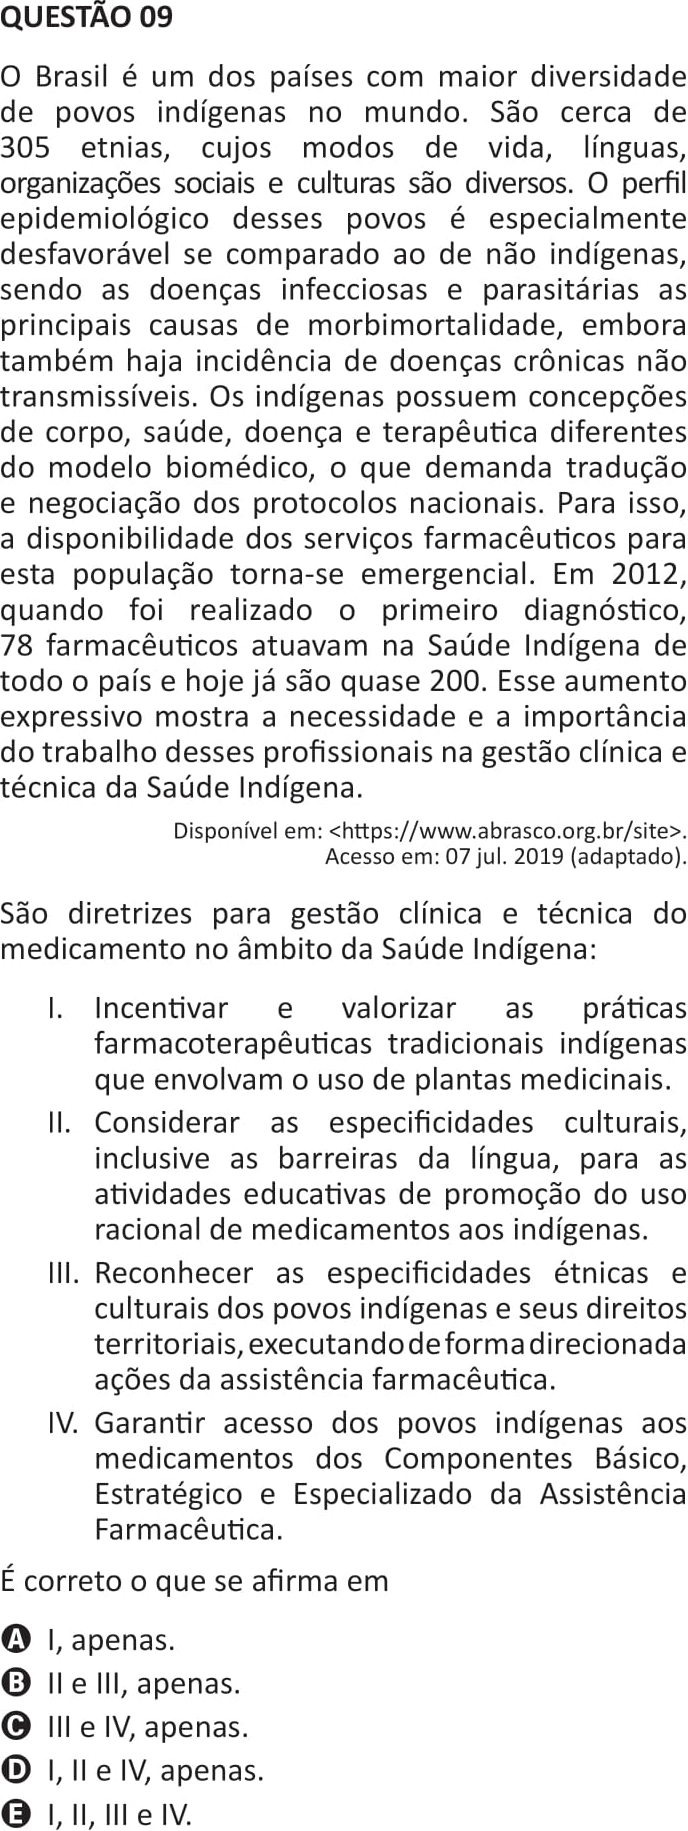 QUESTÃO 09
O Brasil é um dos países com maior diversidade
de povos indígenas no mundo. São cerca de
305 etnias, cujos modos de vida, línguas,
organizações sociais e culturas são diversos. O perfil
epidemiológico desses povos é especialmente
desfavorável se comparado ao de não indígenas,
sendo as doenças infecciosas e parasitárias as
principais causas de morbimortalidade, embora
também haja incidência de doenças crônicas não
transmissíveis. Os indígenas possuem concepções
de corpo, saúde, doença e terapêutica diferentes
do modelo biomédico, o que demanda tradução
e negociação dos protocolos nacionais. Para isso,
a disponibilidade dos serviços farmacêuticos para
esta população torna-se emergencial. Em 2012,
quando foi realizado o primeiro diagnóstico,
78 farmacêuticos atuavam na Saúde Indígena de
todo o país e hoje já são quase 200. Esse aumento
expressivo mostra a necessidade e a importância
do trabalho desses profissionais na gestão clínica e
técnica da Saúde Indígena.
Disponível em: <https://www.abrasco.org.br/site>.
Acesso em: 07 jul. 2019 (adaptado).
São diretrizes para gestão clínica e técnica do
medicamento no âmbito da Saúde Indígena:
I. Incentivar e valorizar as práticas
farmacoterapêuticas tradicionais indígenas
que envolvam o uso de plantas medicinais.
II. Considerar as especificidades culturais,
inclusive as barreiras da língua, para as
atividades educativas de promoção do uso
racional de medicamentos aos indígenas.
III. Reconhecer as especificidades étnicas e
culturais dos povos indígenas e seus direitos
territoriais, executando de forma direcionada
ações da assistência farmacêutica.
IV. Garantir acesso dos povos indígenas aos
medicamentos dos Componentes Básico,
Estratégico e Especializado da Assistência
Farmacêutica.
É correto o que se afirma em
A I, apenas.
B II e III, apenas.
C III e IV, apenas.
D I, II e IV, apenas.
E I, II, III e IV.